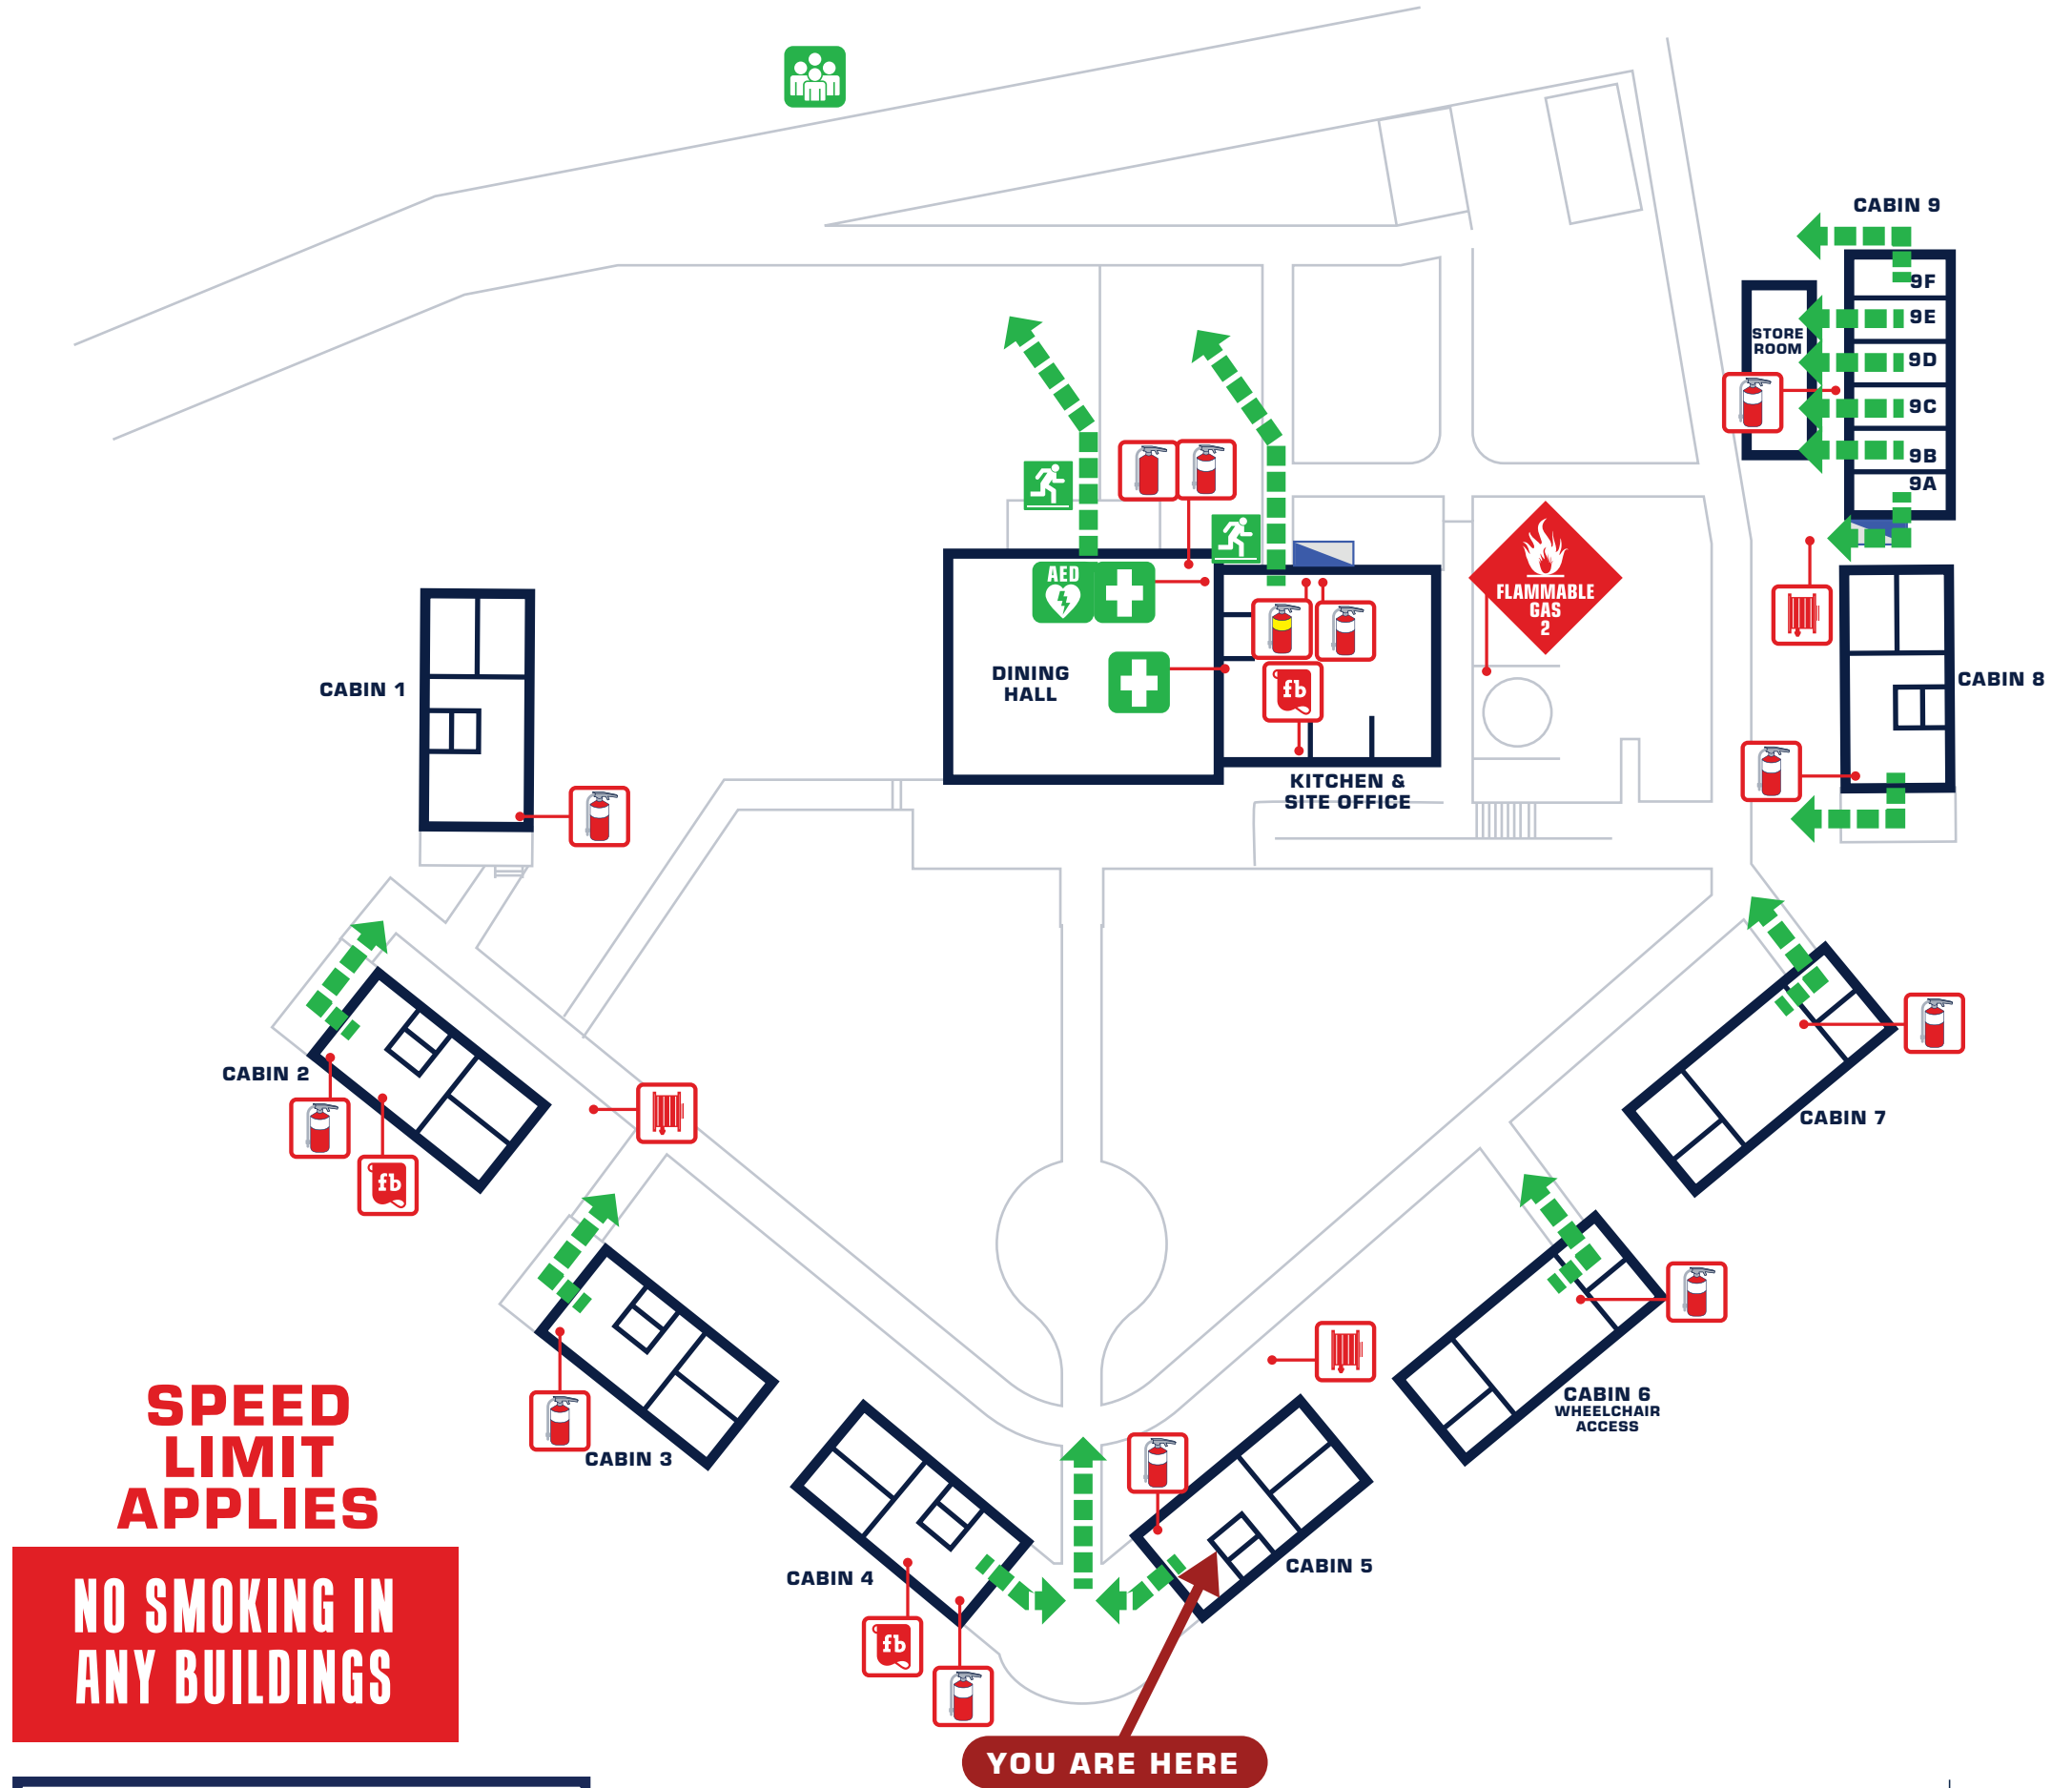 CABIN 9
9F
9E
STORE
ROOM
9D
9C
9B
9A
AED
FLAMMABLE
GAS
2
DINING
HALL
fb
CABIN 8
CABIN 1
KITCHEN &
SITE OFFICE
CABIN 2
CABIN 7
fb
CABIN 6
WHEELCHAIR
ACCESS
SPEED
LIMIT
APPLIES
CABIN 3
CABIN 5
CABIN 4
NO SMOKING IN
ANY BUILDINGS
fb
YOU ARE HERE